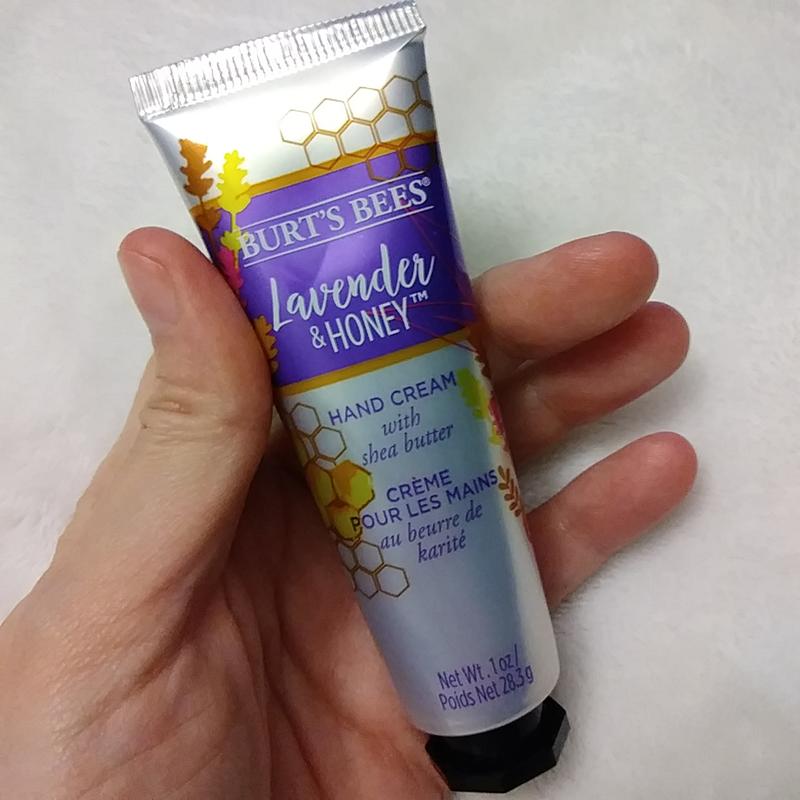 BURT'S BEES®
Lavender
& HONEY™
HAND CREAM
with
shea butter
CRÈME
POUR LES MAINS
au beurre de
karité
Net Wt. 1 oz /
Poids Net 28.3 g